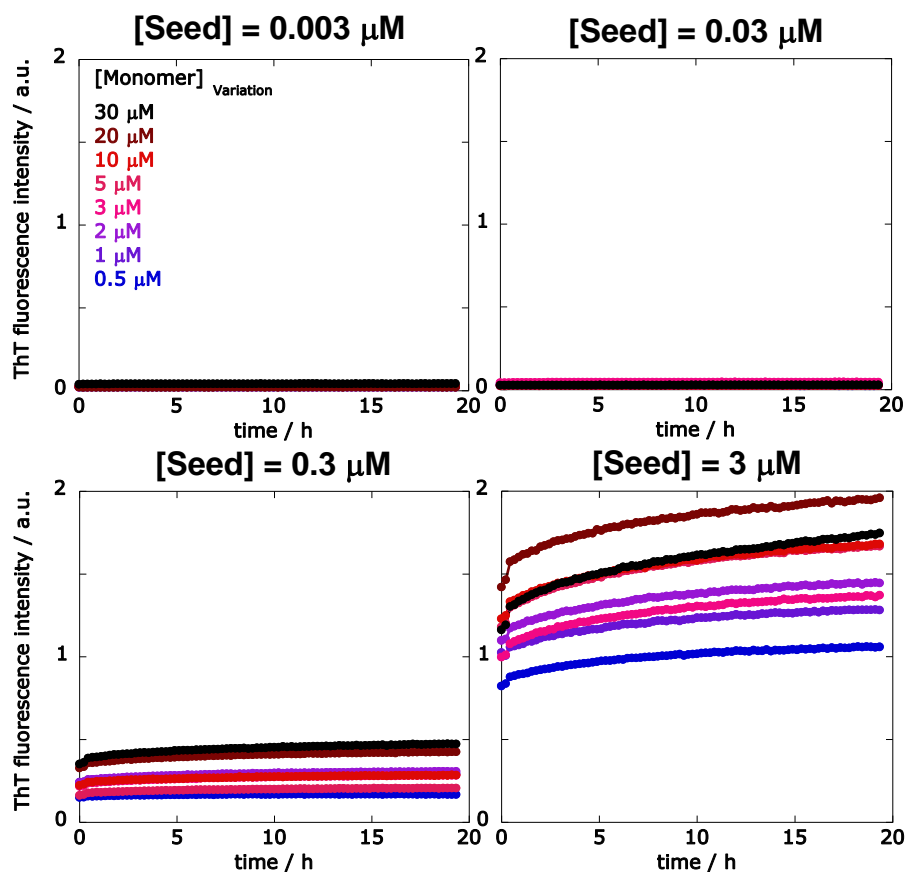 [Seed] = 0.003 μM
[Seed] = 0.03 μM
ThT fluorescence intensity / a.u.
2
1
0
[Monomer] Variation
30 μM
20 μM
10 μM
5 μM
3 μM
2 μM
1 μM
0.5 μM
0 5 10 15 20
time / h
2
1
0
0 5 10 15 20
time / h
[Seed] = 0.3 μM
[Seed] = 3 μM
ThT fluorescence intensity / a.u.
2
1
0
0 5 10 15 20
time / h
2
1
0
0 5 10 15 20
time / h